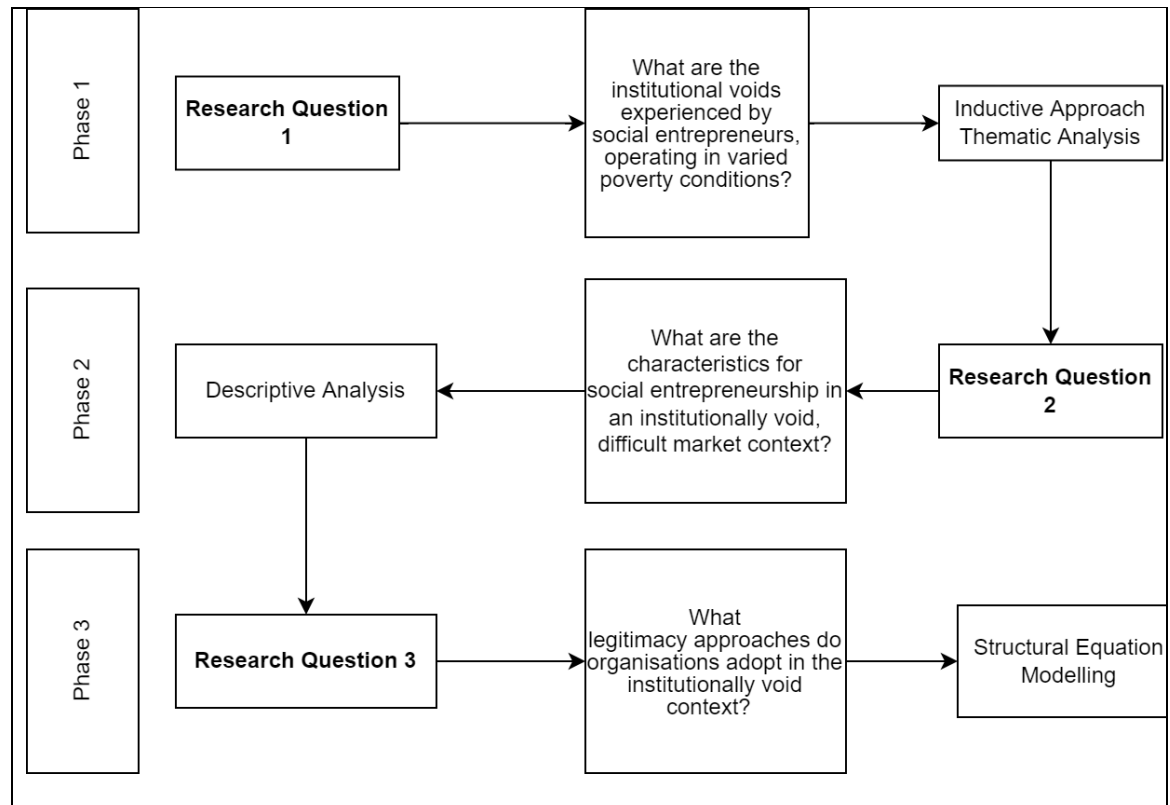 Phase 1
Research Question
1
What are the
institutional voids
experienced by
social entrepreneurs,
operating in varied
poverty conditions?
Inductive Approach
Thematic Analysis
Phase 2
Descriptive Analysis
What are the
characteristics for
social entrepreneurship in
an institutionally void,
difficult market context?
Research Question
2
Phase 3
Research Question 3
What
legitimacy approaches do
organisations adopt in the
institutionally void
context?
Structural Equation
Modelling